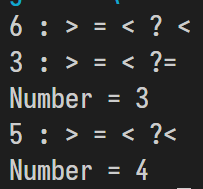 6 : > = < ? <
3 : > = < ?=
Number = 3
5 : > = < ?<
Number = 4